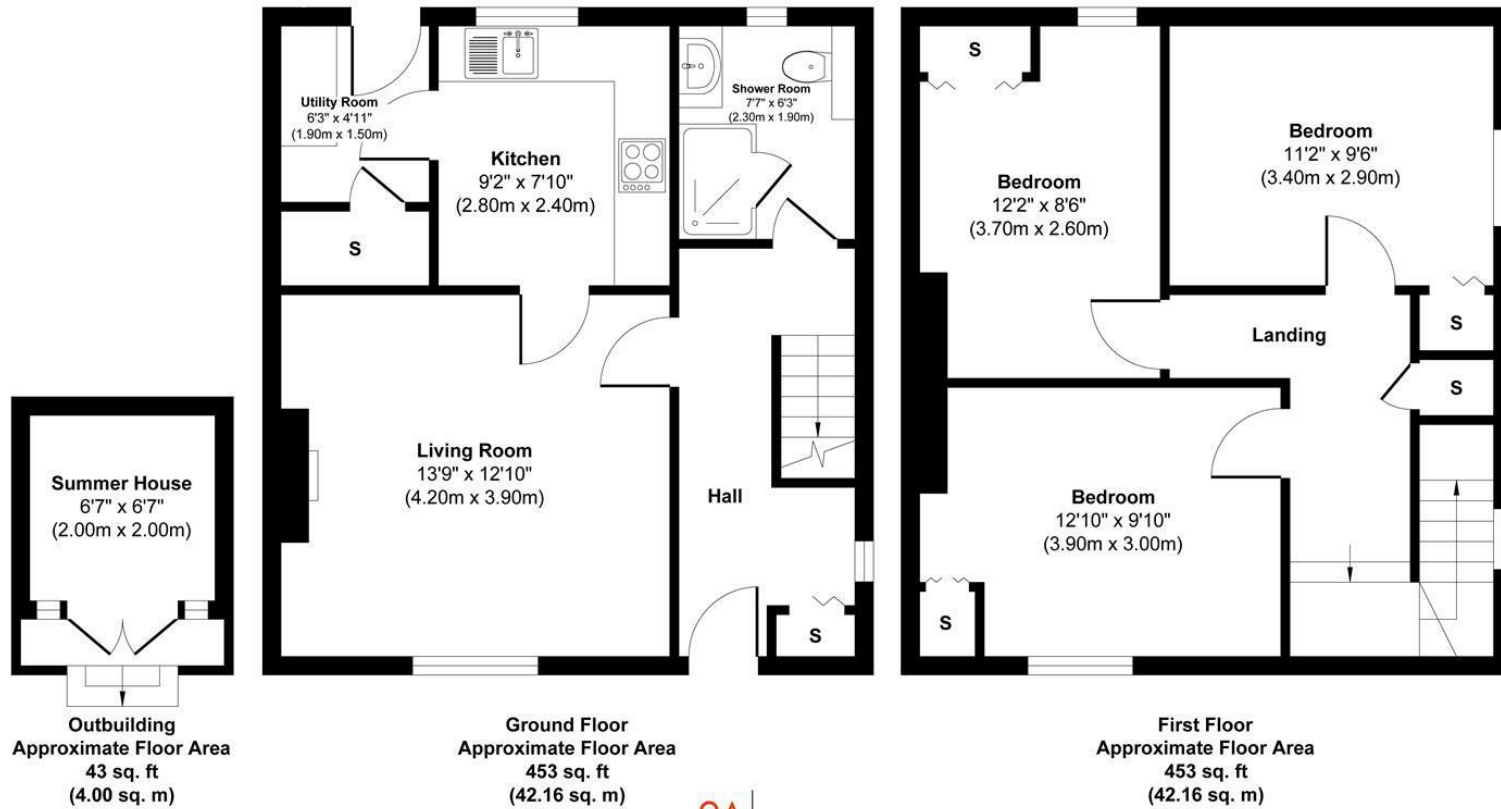 Utility Room
6'3" x 4'11"
(1.90m x 1.50m)
S
Kitchen
9'2" x 7'10"
(2.80m x 2.40m)
Shower Room
7'7" x 6'3"
(2.30m x 1.90m)
Living Room
13'9" x 12'10"
(4.20m x 3.90m)
Hall
S
Summer House
6'7" x 6'7"
(2.00m x 2.00m)
S
Bedroom
12'2" x 8'6"
(3.70m x 2.60m)
Bedroom
11'2" x 9'6"
(3.40m x 2.90m)
Landing
S
S
Bedroom
12'10" x 9'10"
(3.90m x 3.00m)
S
Outbuilding
Approximate Floor Area
43 sq. ft
(4.00 sq. m)
Ground Floor
Approximate Floor Area
453 sq. ft
(42.16 sq. m)
First Floor
Approximate Floor Area
453 sq. ft
(42.16 sq. m)